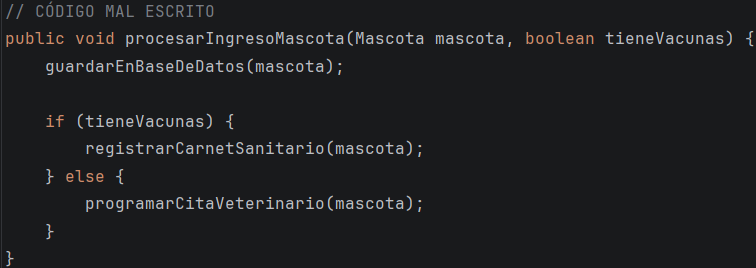 // CÓDIGO MAL ESCRITO
public void procesarIngresoMascota(Mascota mascota, boolean tieneVacunas) {
    guardarEnBaseDeDatos(mascota);

    if (tieneVacunas) {
        registrarCarnetSanitario(mascota);
    } else {
        programarCitaVeterinario(mascota);
    }
}